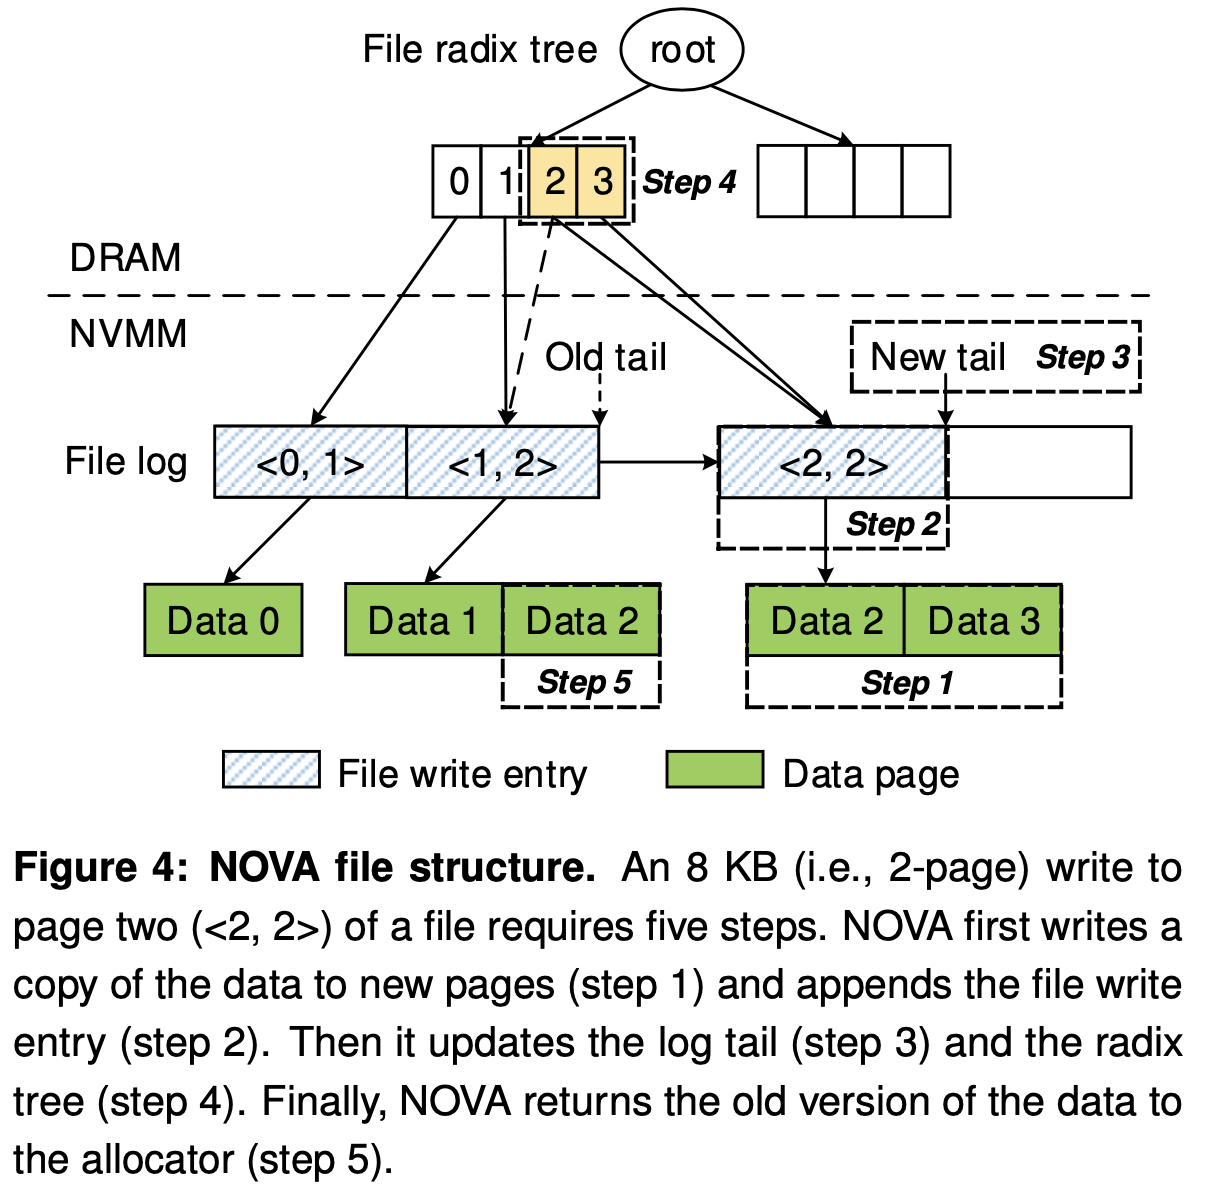 File radix tree root
0 1 2 3 Step 4
DRAM
NVMM
Old tail New tail Step 3
File log <0, 1> <1, 2> <2, 2>
Step 2
Data 0 Data 1 Data 2 Data 2 Data 3
Step 5 Step 1
File write entry Data page
Figure 4: NOVA file structure. An 8 KB (i.e., 2-page) write to
page two (<2, 2>) of a file requires five steps. NOVA first writes a
copy of the data to new pages (step 1) and appends the file write
entry (step 2). Then it updates the log tail (step 3) and the radix
tree (step 4). Finally, NOVA returns the old version of the data to
the allocator (step 5).